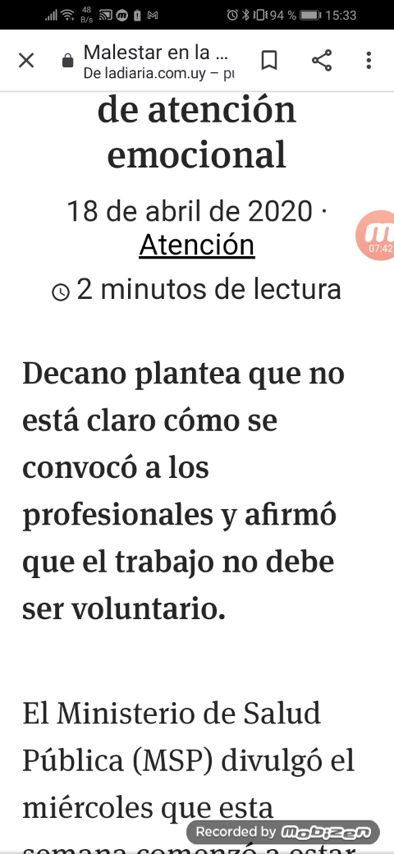 48 B/s 94 % 15:33
Malestar en la ...
De ladiaria.com.uy –
de atención
emocional
18 de abril de 2020 ·
Atención
07:42
2 minutos de lectura
Decano plantea que no
está claro cómo se
convocó a los
profesionales y afirmó
que el trabajo no debe
ser voluntario.
El Ministerio de Salud
Pública (MSP) divulgó el
miércoles que esta
Recorded by mobizen
semana comenzó a estar